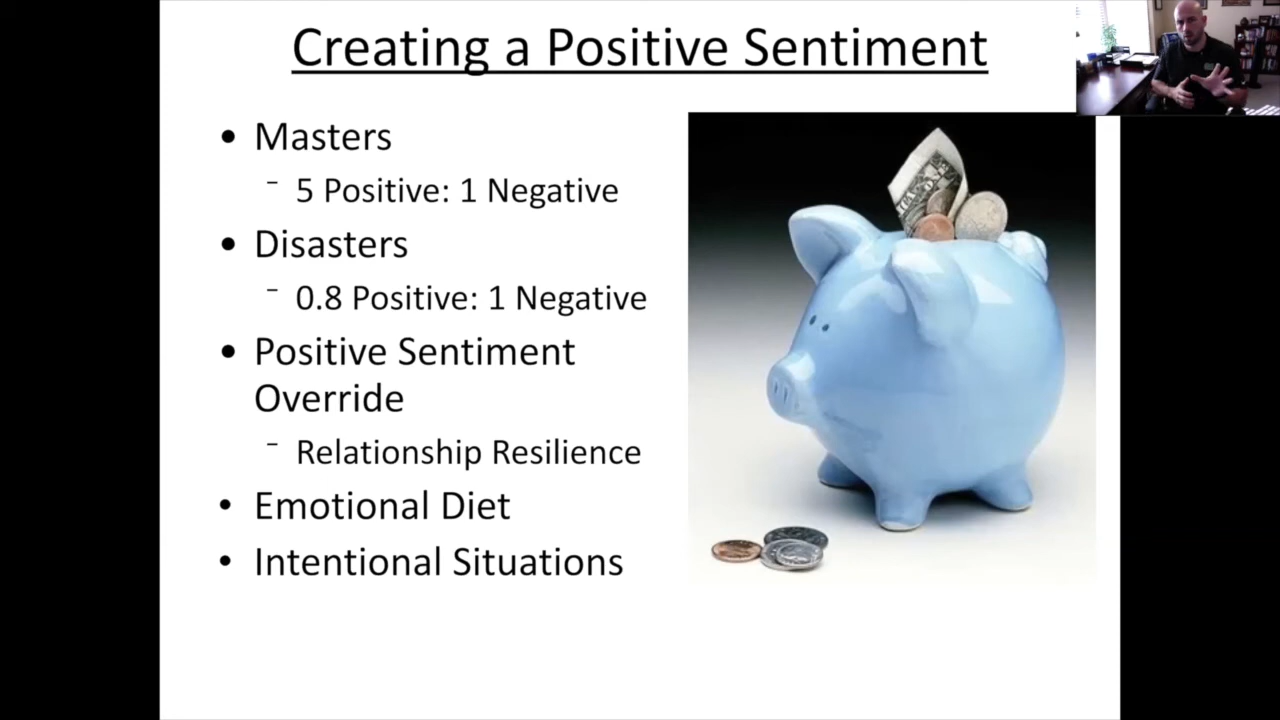 Creating a Positive Sentiment
• Masters
– 5 Positive: 1 Negative
• Disasters
– 0.8 Positive: 1 Negative
• Positive Sentiment
Override
– Relationship Resilience
• Emotional Diet
• Intentional Situations